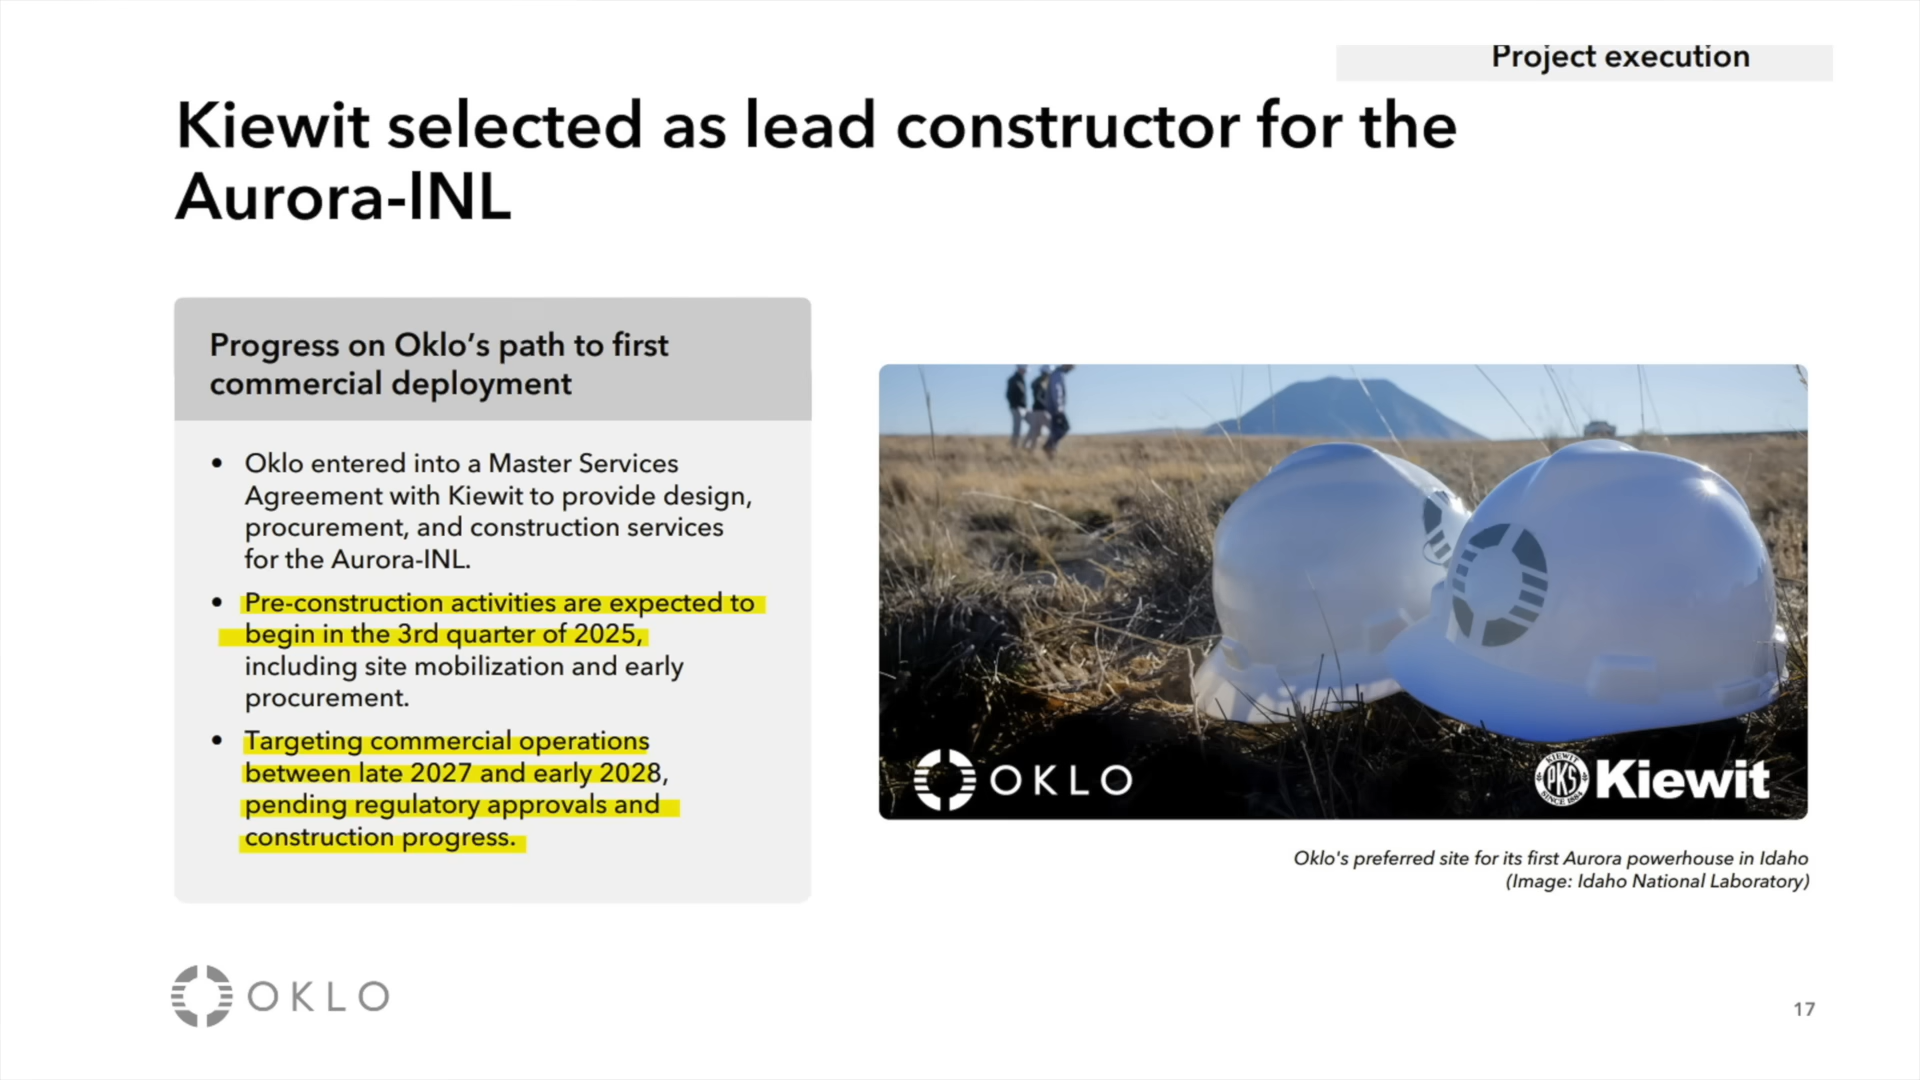 Project execution
Kiewit selected as lead constructor for the
Aurora-INL
Progress on Oklo’s path to first
commercial deployment
• Oklo entered into a Master Services
Agreement with Kiewit to provide design,
procurement, and construction services
for the Aurora-INL.
• Pre-construction activities are expected to
begin in the 3rd quarter of 2025,
including site mobilization and early
procurement.
• Targeting commercial operations
between late 2027 and early 2028,
pending regulatory approvals and
construction progress.
OKLO
KIEWIT
PKS
SINCE 1884
Kiewit
Oklo's preferred site for its first Aurora powerhouse in Idaho
(Image: Idaho National Laboratory)
OKLO
17